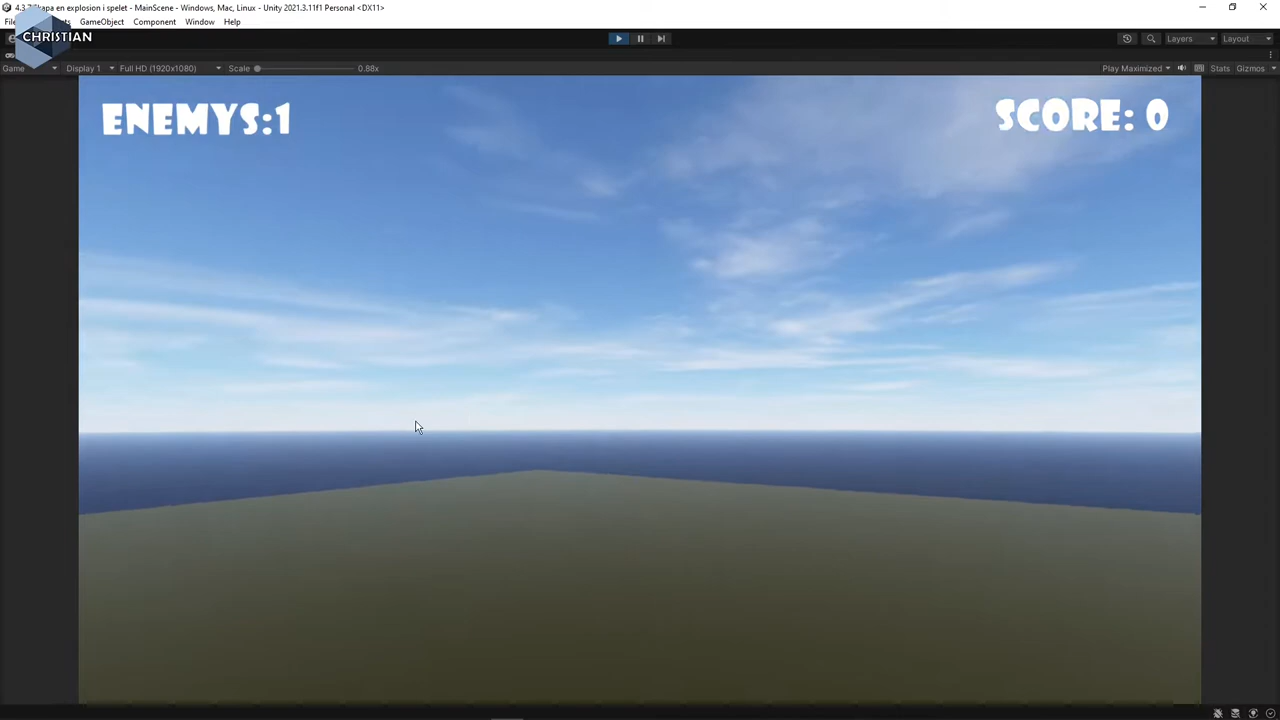 4.3.7 Skapa en explosion i spelet - MainScene - Windows, Mac, Linux - Unity 2021.3.11f1 Personal <DX11>
GameObject Component Window Help
CHRISTIAN
Layers Layout
Game Display 1 Full HD (1920x1080) Scale 0.88x Play Maximized Stats Gizmos
ENEMYS:1
SCORE: 0